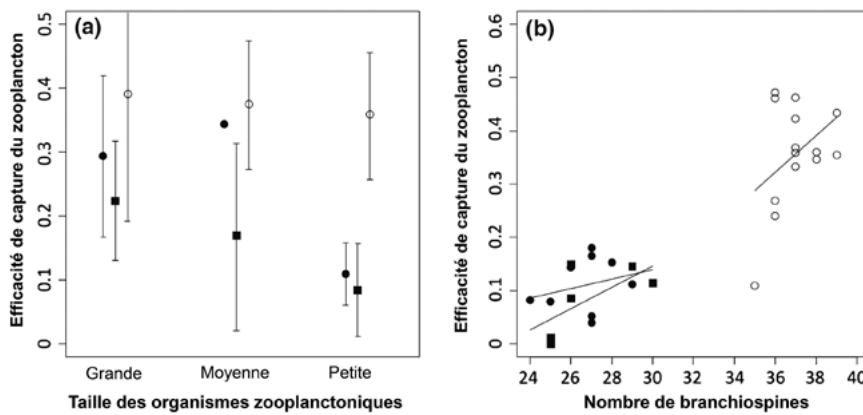 (a)
Efficacité de capture du zooplancton
0.5
0.4
0.3
0.2
0.1
0
Grande Moyenne Petite
Taille des organismes zooplanctoniques
(b)
Efficacité de capture du zooplancton
0.6
0.5
0.4
0.3
0.2
0.1
0
24 26 28 30 32 34 36 38 40
Nombre de branchiospines